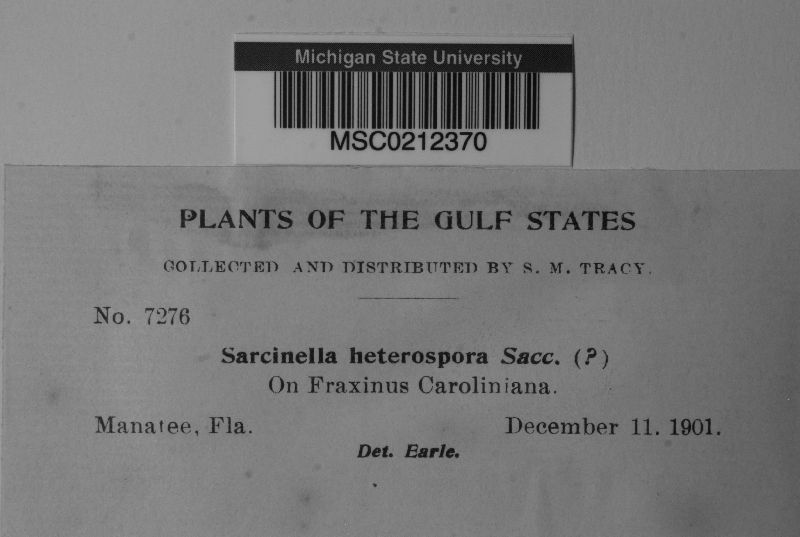 Michigan State University
MSC0212370
PLANTS OF THE GULF STATES
COLLECTED AND DISTRIBUTED BY S. M. TRACY.
No. 7276
Sarcinella heterospora Sacc. (?)
On Fraxinus Caroliniana.
Manatee, Fla. December 11. 1901.
Det. Earle.